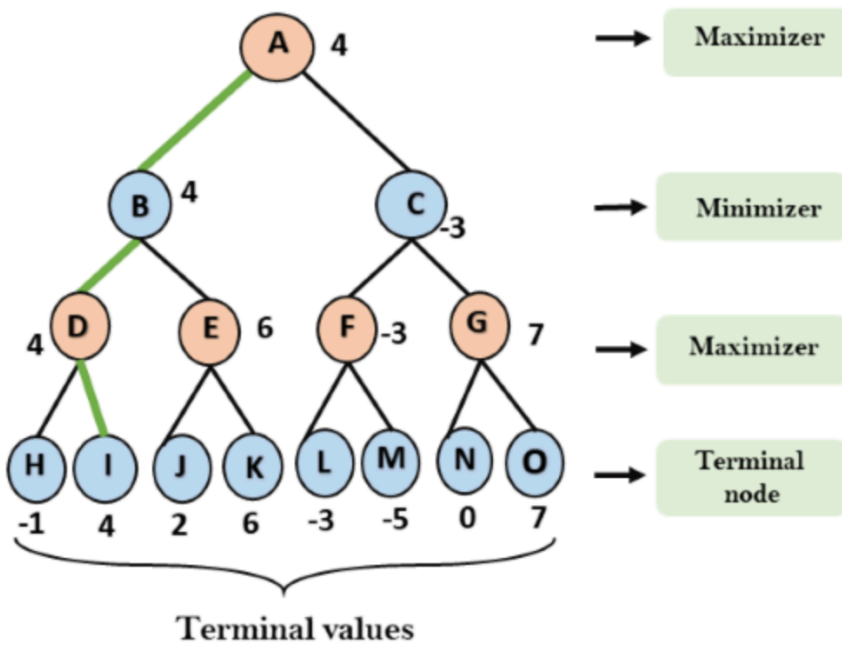 A 4
Maximizer
B 4
C -3
Minimizer
4 D
E 6
F -3
G 7
Maximizer
H I J K L M N O
Terminal
node
-1 4 2 6 -3 -5 0 7
Terminal values